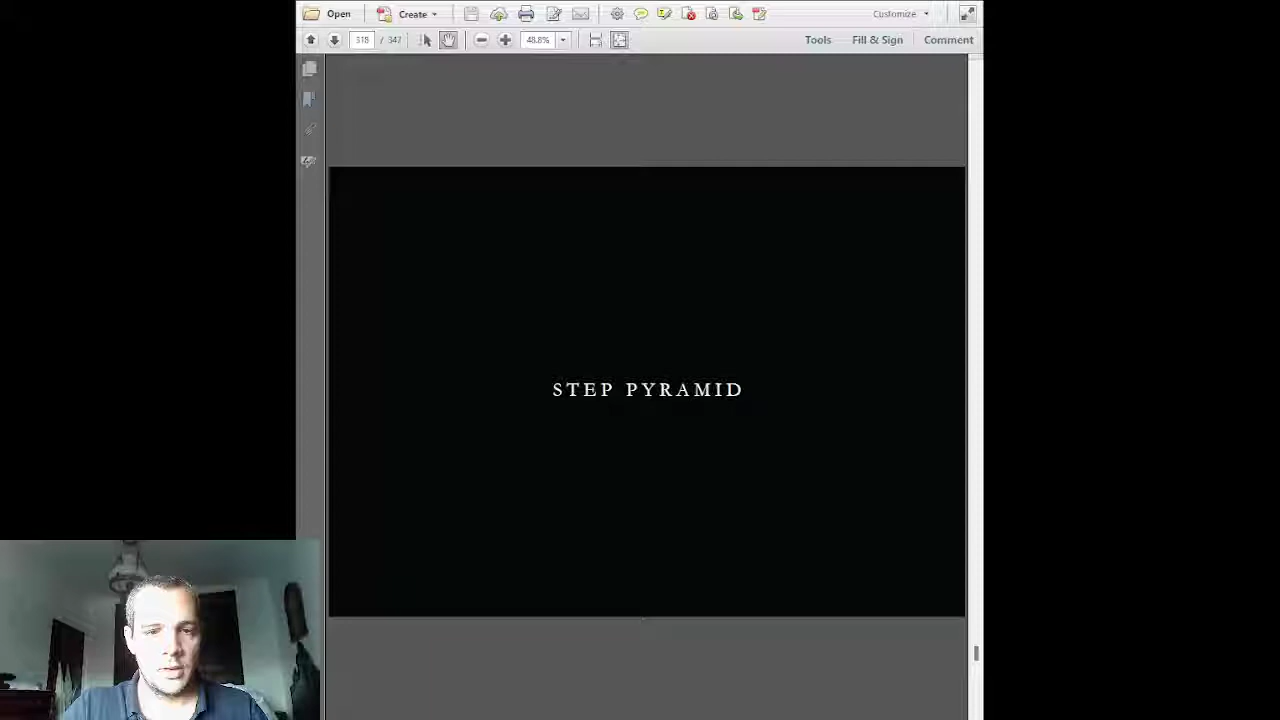 Open Create Customize
318 / 347 48.8% Tools Fill & Sign Comment
STEP PYRAMID